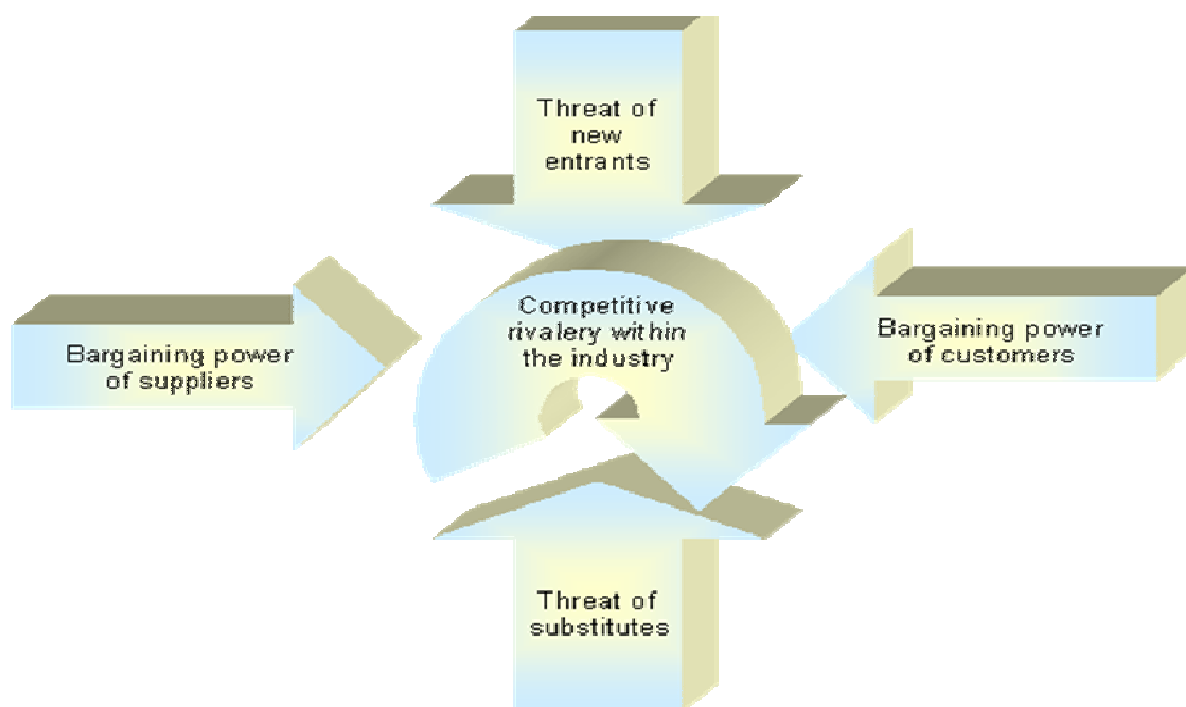 Threat of
new
entrants
Competitive
rivalery within
the industry
Bargaining power
of suppliers
Bargaining power
of customers
Threat of
substitutes